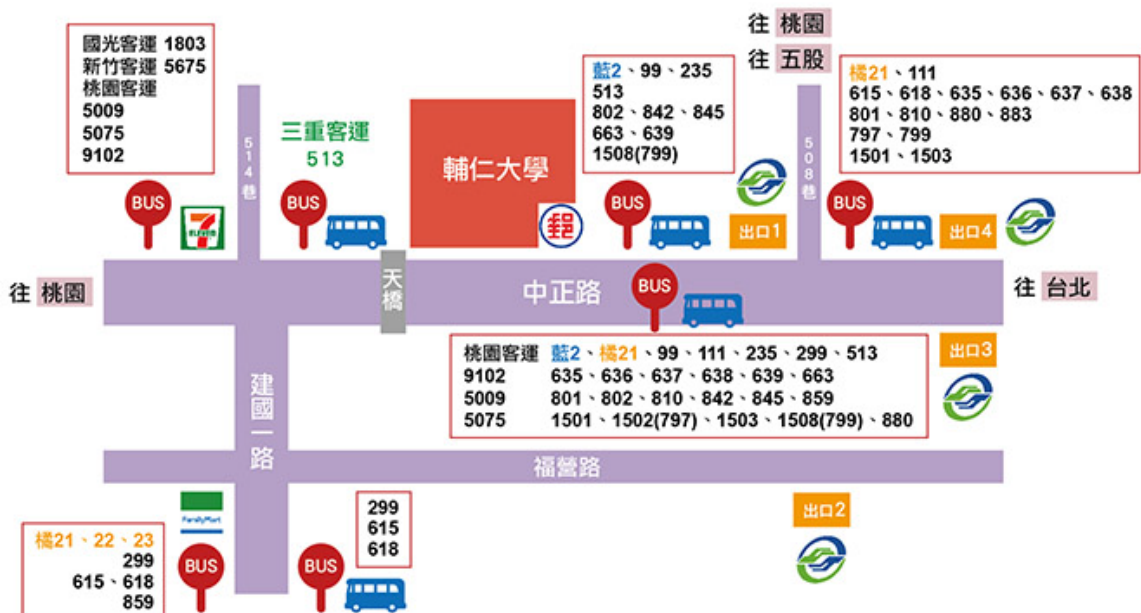 國光客運 1803
新竹客運 5675
桃園客運
5009
5075
9102
BUS
7
ELEVEN
514巷
三重客運
513
BUS
輔仁大學
郵
藍2、99、235
513
802、842、845
663、639
1508(799)
BUS
出口1
往 桃園
往 五股
508巷
橘21、111
615、618、635、636、637、638
801、810、880、883
797、799
1501、1503
BUS
出口4
往 桃園
天橋
中正路
BUS
往 台北
桃園客運 藍2、橘21、99、111、235、299、513
9102 635、636、637、638、639、663
5009 801、802、810、842、845、859
5075 1501、1502(797)、1503、1508(799)、880
出口3
建國一路
福營路
出口2
FamilyMart
橘21、22、23
299
615、618
859
BUS
BUS
299
615
618